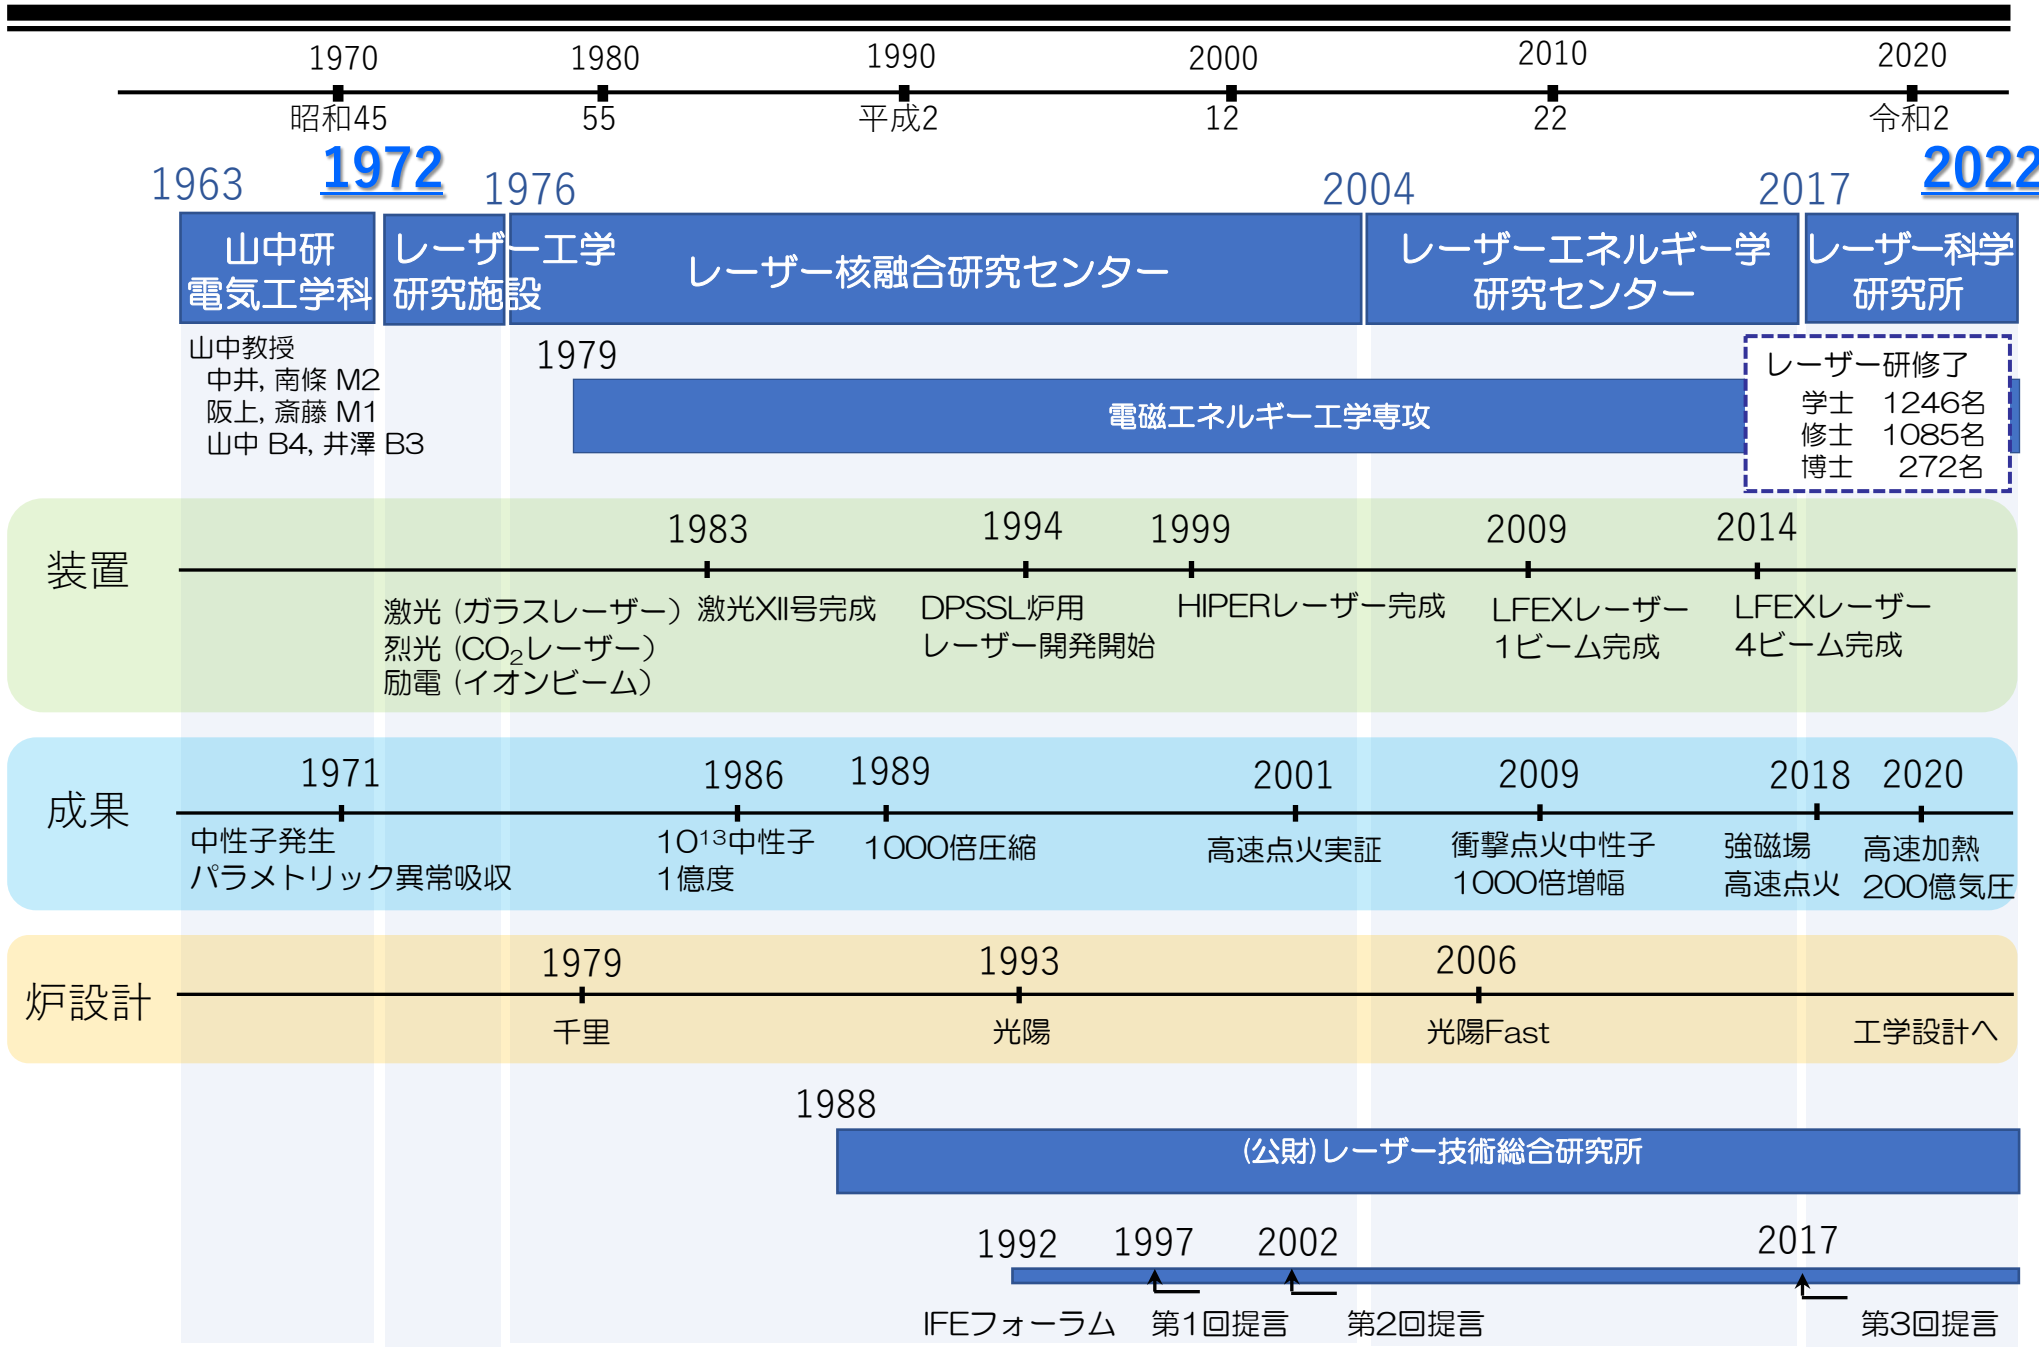 1970 1980 1990 2000 2010 2020
昭和45 55 平成2 12 22 令和2
1963 1972 1976 2004 2017 2022
山中研
電気工学科
レーザー工学
研究施設
レーザー核融合研究センター
レーザーエネルギー学
研究センター
レーザー科学
研究所
山中教授
中井, 南條 M2
阪上, 斎藤 M1
山中 B4, 井澤 B3
1979
電磁エネルギー工学専攻
レーザー研修了
学士 1246名
修士 1085名
博士 272名
装置
1983 1994 1999 2009 2014
激光 (ガラスレーザー)
烈光 (CO₂レーザー)
励電 (イオンビーム)
激光XII号完成
DPSSL炉用
レーザー開発開始
HIPERレーザー完成
LFEXレーザー
1ビーム完成
LFEXレーザー
4ビーム完成
成果
1971 1986 1989 2001 2009 2018 2020
中性子発生
パラメトリック異常吸収
10¹³中性子
1億度
1000倍圧縮
高速点火実証
衝撃点火中性子
1000倍増幅
強磁場
高速点火
高速加熱
200億気圧
炉設計
1979 1993 2006
千里 光陽 光陽Fast 工学設計へ
1988
(公財)レーザー技術総合研究所
1992 1997 2002 2017
IFEフォーラム 第1回提言 第2回提言 第3回提言